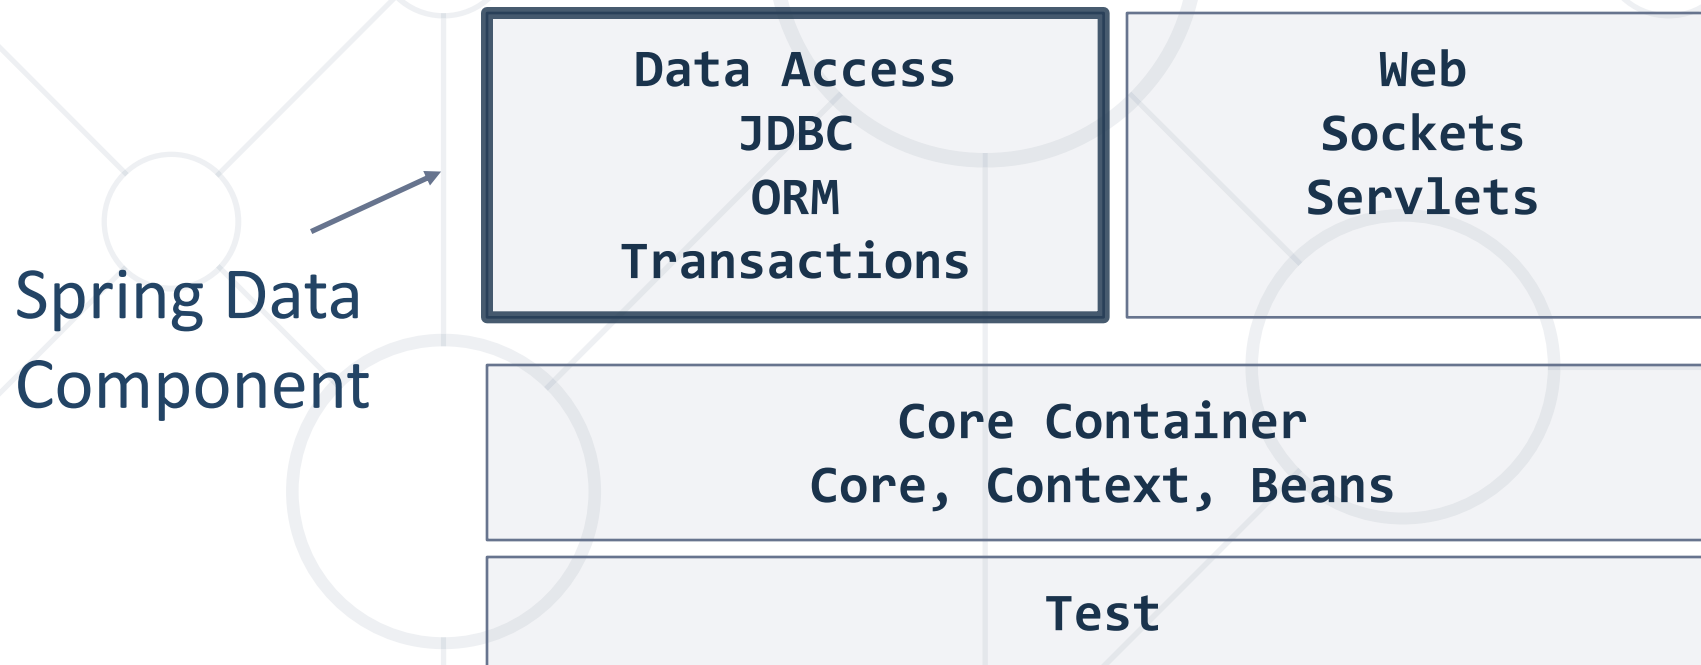 Data Access
JDBC
ORM
Transactions
Web
Sockets
Servlets
Spring Data
Component
Core Container
Core, Context, Beans
Test